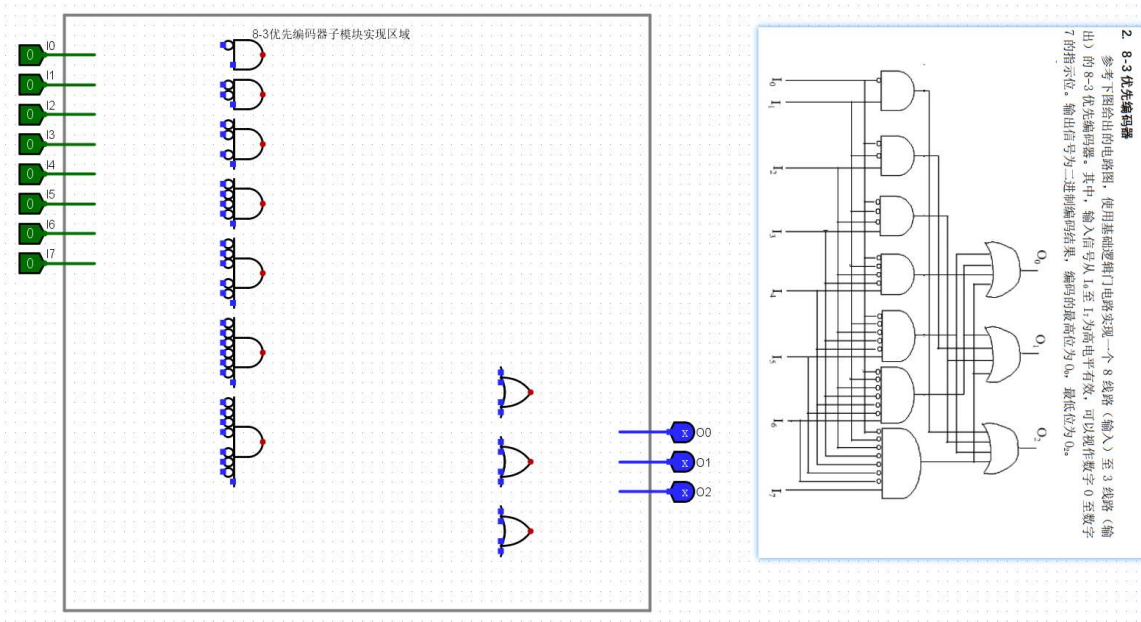 8-3优先编码器子模块实现区域
0 I0
0 I1
0 I2
0 I3
0 I4
0 I5
0 I6
0 I7
x O0
x O1
x O2
2. 8-3优先编码器
参考下图给出的电路图，使用基础逻辑门电路实现一个 8 线路（输入）至 3 线路（输
出）的 8-3 优先编码器。其中，输入信号从 I₀至 I₇为高电平有效，可以视作数字 0 至数字
7 的指示位。输出信号为二进制编码结果，编码的最高位为 O₀，最低位为 O₂。
I₀
I₁
I₂
I₃
I₄
I₅
I₆
I₇
O₀
O₁
O₂